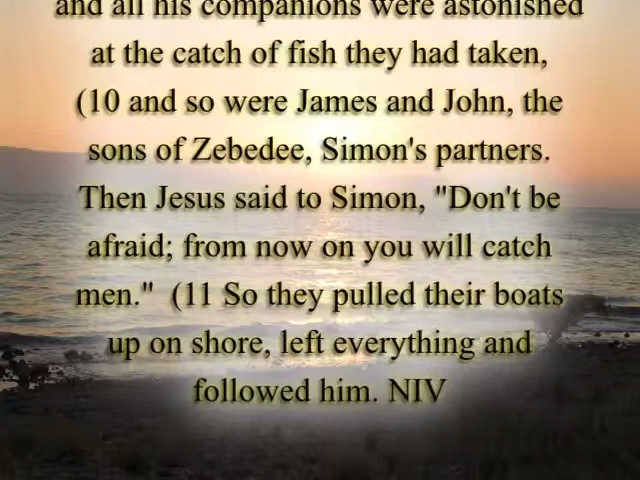 and all his companions were astonished
at the catch of fish they had taken,
(10 and so were James and John, the
sons of Zebedee, Simon's partners.
Then Jesus said to Simon, "Don't be
afraid; from now on you will catch
men."  (11 So they pulled their boats
up on shore, left everything and
followed him. NIV